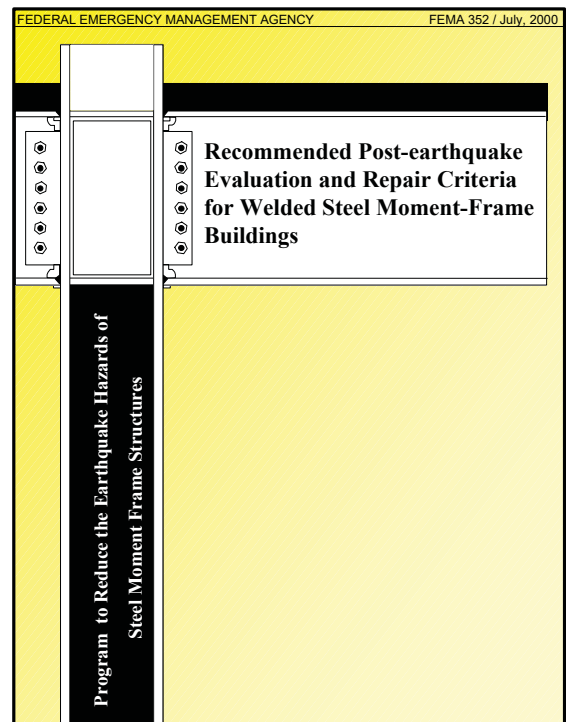 FEDERAL EMERGENCY MANAGEMENT AGENCY FEMA 352 / July, 2000
Recommended Post-earthquake
Evaluation and Repair Criteria
for Welded Steel Moment-Frame
Buildings
Program to Reduce the Earthquake Hazards of
Steel Moment Frame Structures